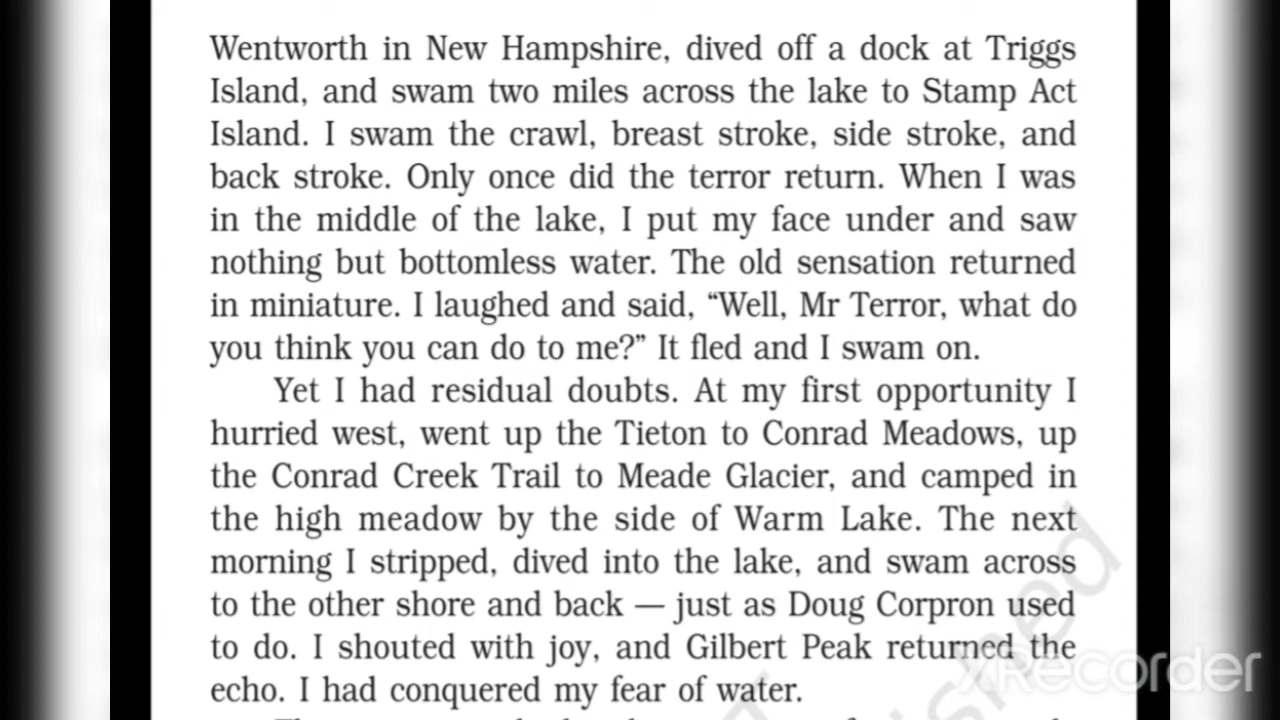 Wentworth in New Hampshire, dived off a dock at Triggs
Island, and swam two miles across the lake to Stamp Act
Island. I swam the crawl, breast stroke, side stroke, and
back stroke. Only once did the terror return. When I was
in the middle of the lake, I put my face under and saw
nothing but bottomless water. The old sensation returned
in miniature. I laughed and said, “Well, Mr Terror, what do
you think you can do to me?” It fled and I swam on.
Yet I had residual doubts. At my first opportunity I
hurried west, went up the Tieton to Conrad Meadows, up
the Conrad Creek Trail to Meade Glacier, and camped in
the high meadow by the side of Warm Lake. The next
morning I stripped, dived into the lake, and swam across
to the other shore and back — just as Doug Corpron used
to do. I shouted with joy, and Gilbert Peak returned the
echo. I had conquered my fear of water.
XRecorder